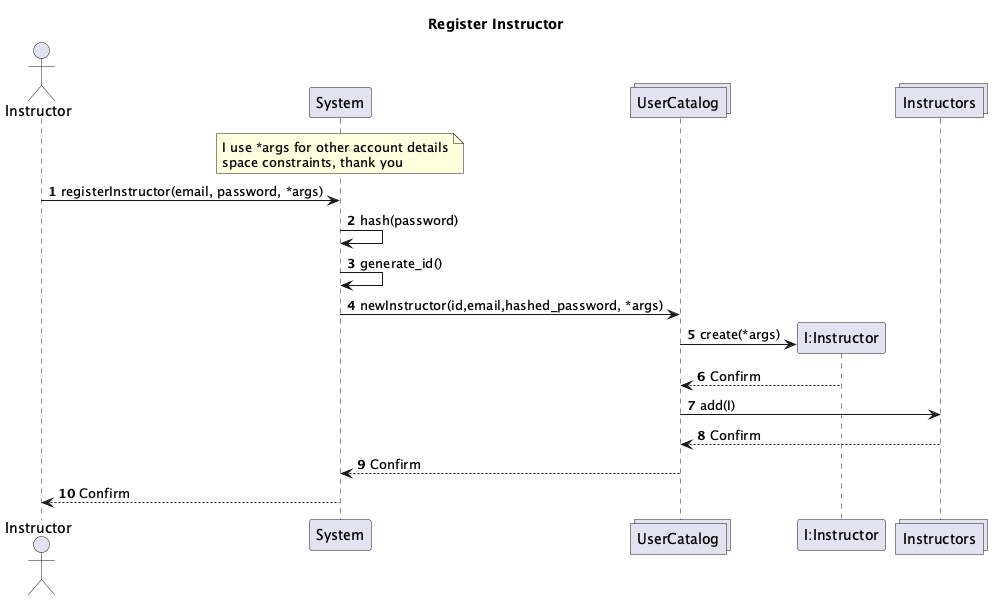 Register Instructor
Instructor
System
UserCatalog
Instructors
I use *args for other account details
space constraints, thank you
1 registerInstructor(email, password, *args)
2 hash(password)
3 generate_id()
4 newInstructor(id,email,hashed_password, *args)
5 create(*args)
I:Instructor
6 Confirm
7 add(I)
8 Confirm
9 Confirm
10 Confirm
Instructor
System
UserCatalog
I:Instructor
Instructors